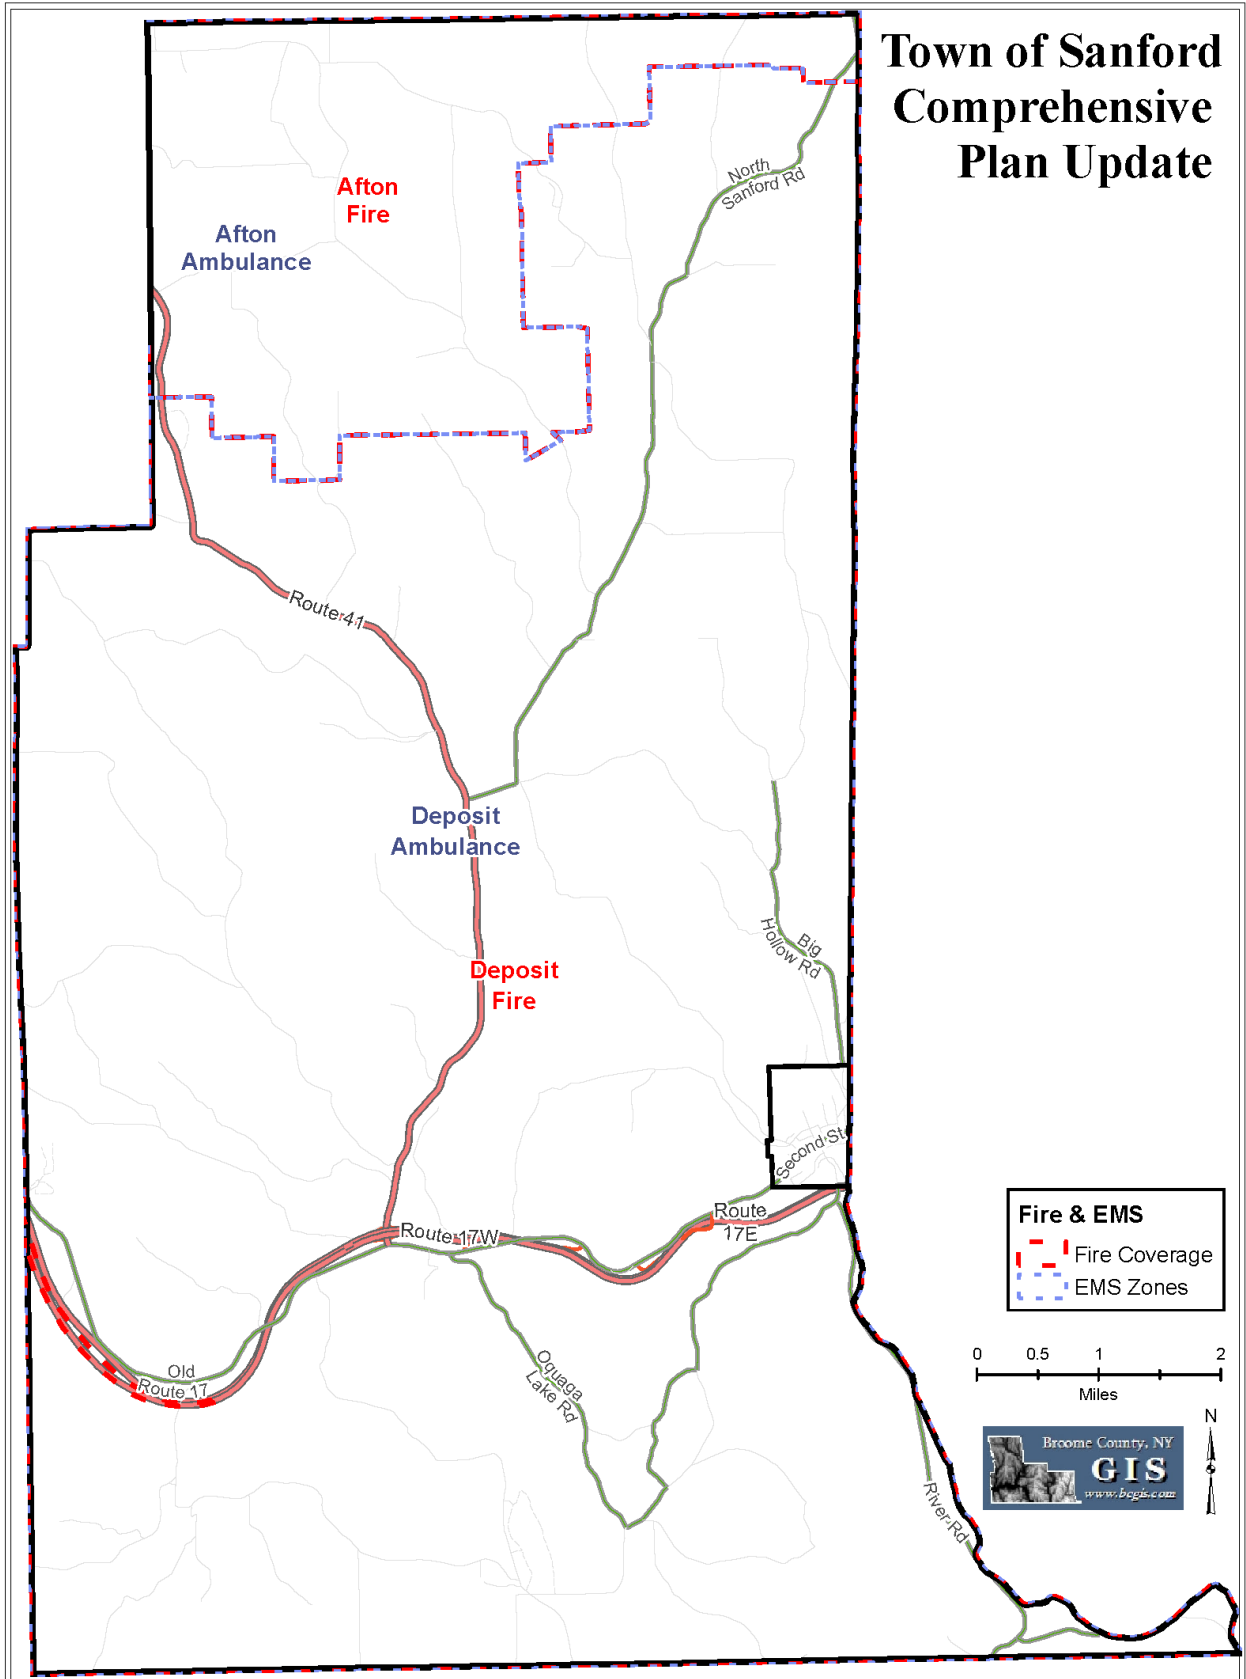 Town of Sanford
Comprehensive
Plan Update
North
Sanford Rd
Afton
Fire
Afton
Ambulance
Route 41
Deposit
Ambulance
Big
Hollow Rd
Deposit
Fire
Second St
Route
17E
Route 17W
Old
Route 17
Oquaga
Lake Rd
River Rd
Fire & EMS
Fire Coverage
EMS Zones
0 0.5 1 2
Miles
N
Broome County, NY
GIS
www.bcgis.com